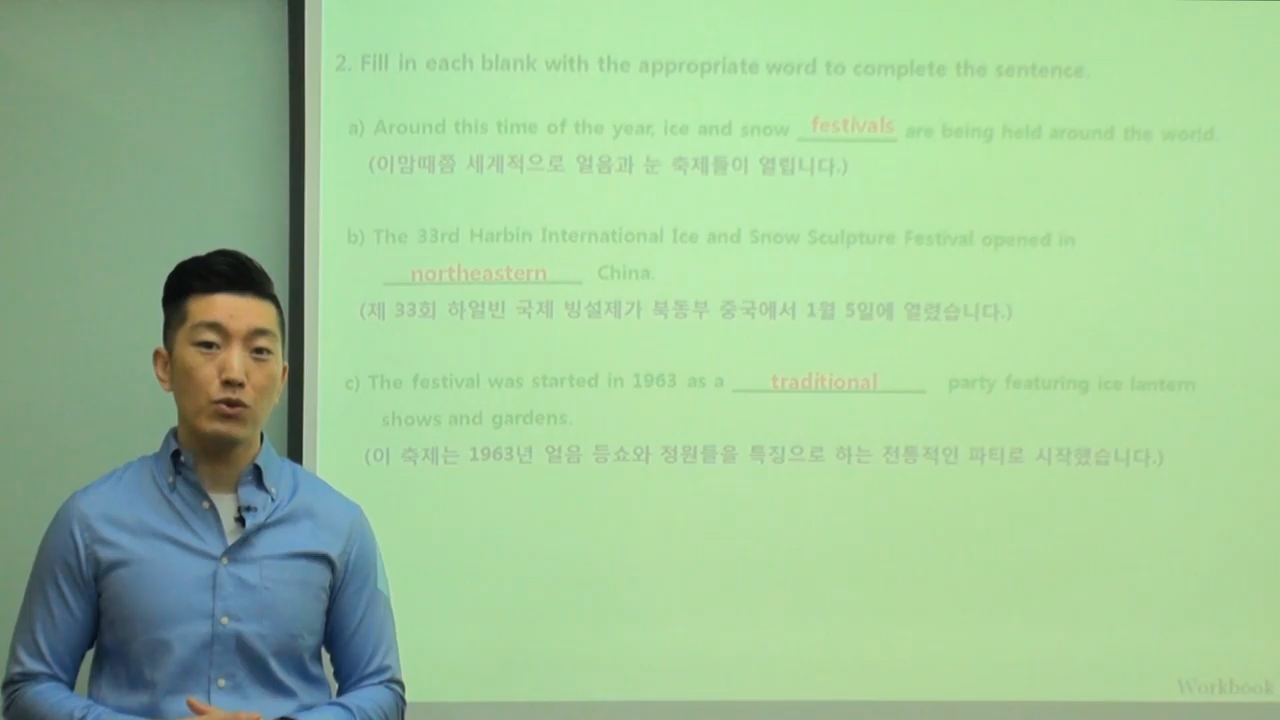 2. Fill in each blank with the appropriate word to complete the sentence.
a) Around this time of the year, ice and snow festivals are being held around the world.
(이맘때쯤 세계적으로 얼음과 눈 축제들이 열립니다.)
b) The 33rd Harbin International Ice and Snow Sculpture Festival opened in
northeastern China.
(제 33회 하얼빈 국제 빙설제가 북동부 중국에서 1월 5일에 열렸습니다.)
c) The festival was started in 1963 as a traditional party featuring ice lantern
shows and gardens.
(이 축제는 1963년 얼음 등쇼와 정원들을 특징으로 하는 전통적인 파티로 시작했습니다.)
Workbook